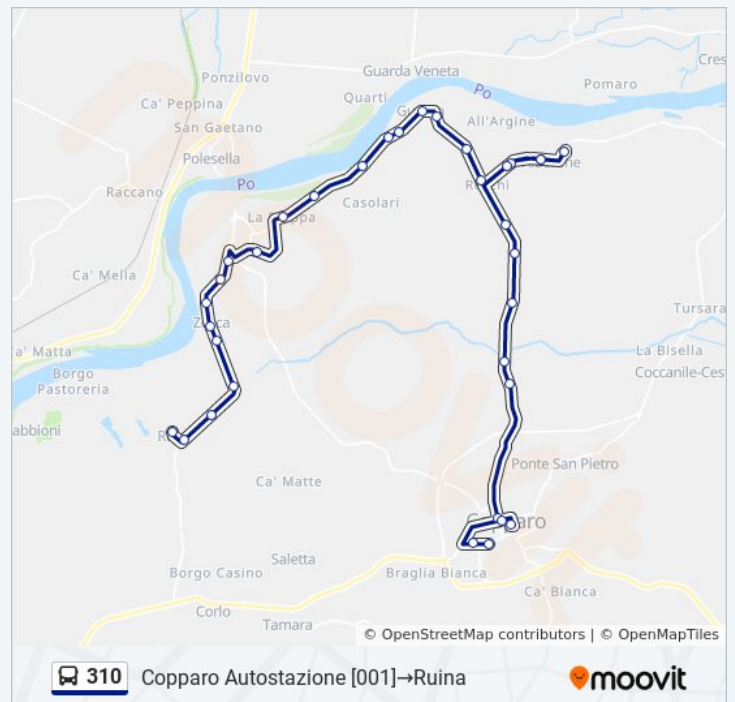 Guarda Veneta
Po
Cres
Ponzilovo
Pomaro
Quarti
Ca' Peppina
All'Argine
San Gaetano
Polesella
Po
Raccano
Casolari
Ca' Mella
Tursara
Ca' Matta
La Bisella
Borgo
Pastoreria
Coccanile-Ces
abbioni
Ponte San Pietro
Ca' Matte
Saletta
Borgo Casino
Braglia Bianca
Ca' Blanca
Corlo
Tamara
© OpenStreetMap contributors | © OpenMapTiles
310 Copparo Autostazione [001]→Ruina
moovit